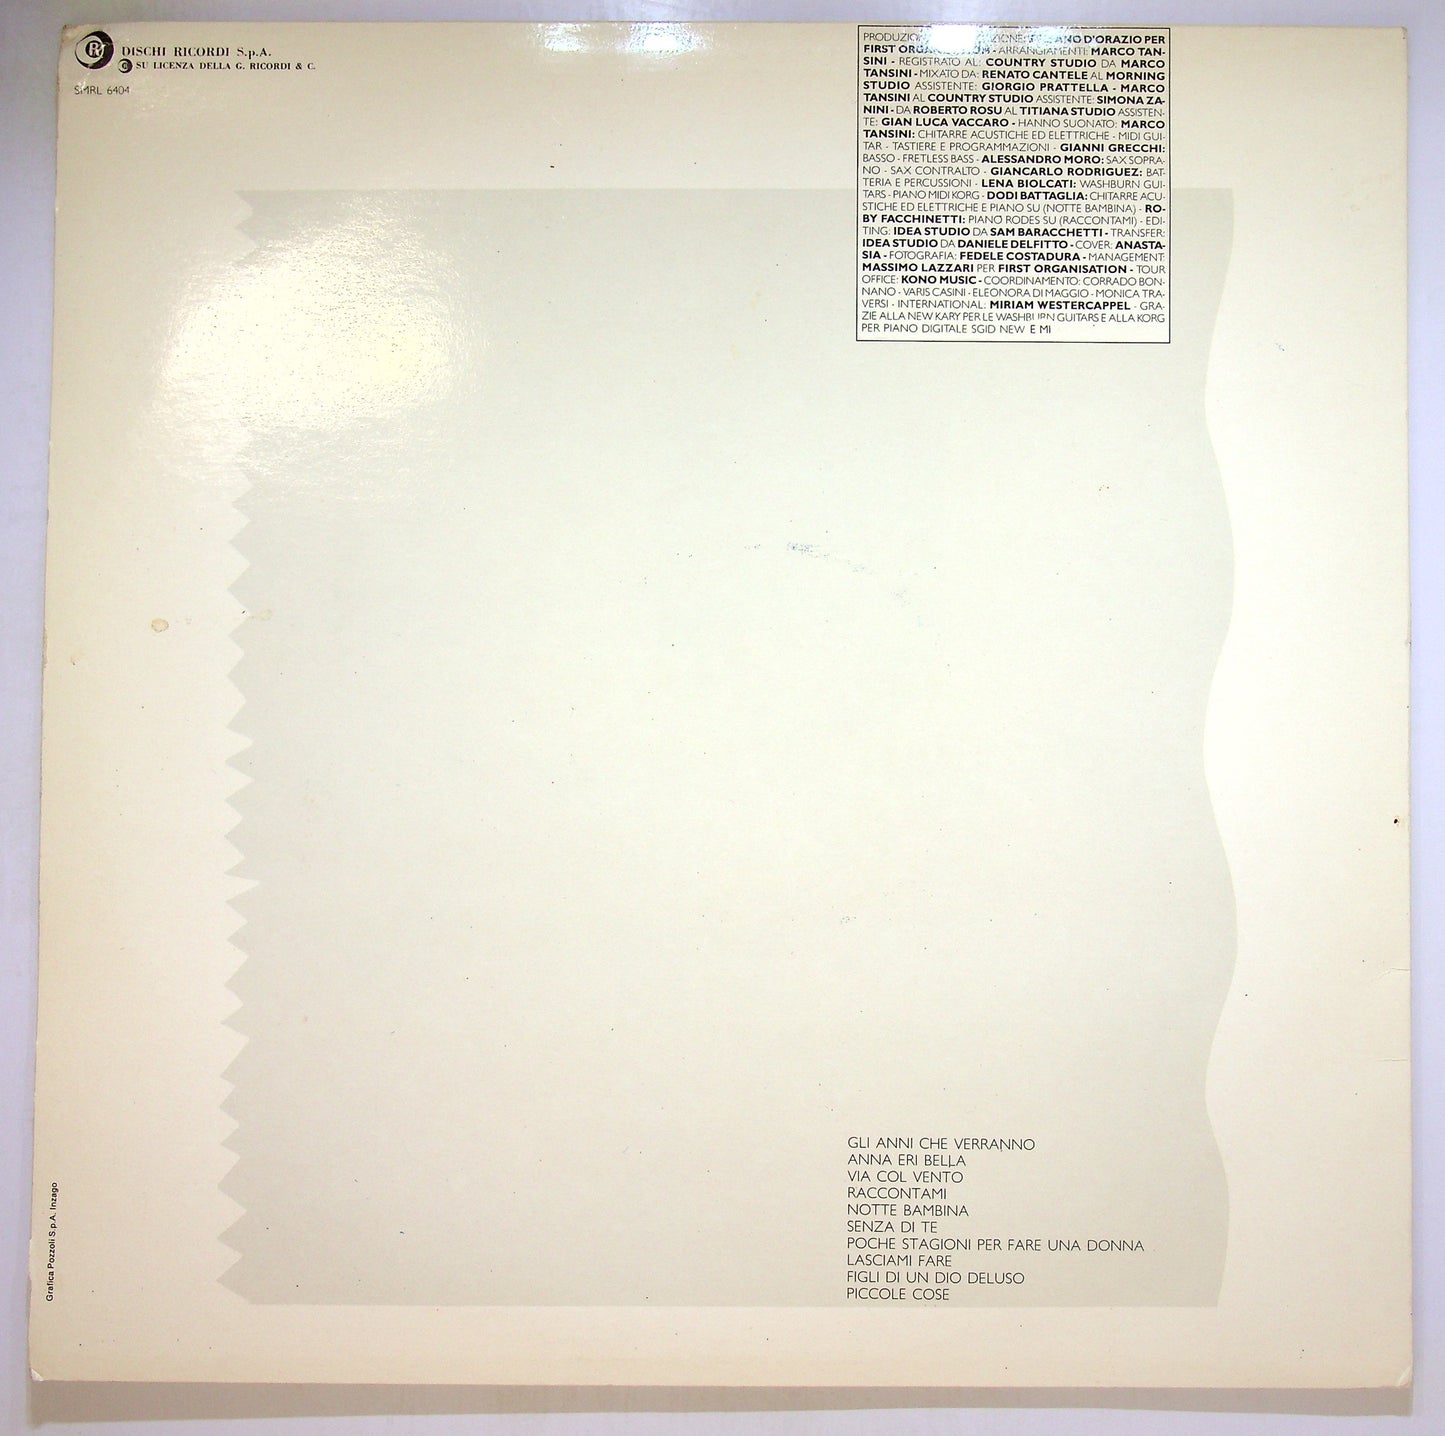 DISCHI RICORDI S.p.A.
SU LICENZA DELLA G. RICORDI & C.
SMRL 6404
D'ORAZIO PER
FIRST - ARRANGIAMENTI: MARCO TAN-
SINI - REGISTRATO AL: COUNTRY STUDIO DA MARCO
TANSINI - MIXATO DA: RENATO CANTELE AL MORNING
STUDIO ASSISTENTE: GIORGIO PRATTELLA - MARCO
TANSINI AL COUNTRY STUDIO ASSISTENTE: SIMONA ZA-
NINI - DA ROBERTO ROSU AL TITIANA STUDIO ASSISTEN-
TE: GIAN LUCA VACCARO - HANNO SUONATO: MARCO
TANSINI: CHITARRE ACUSTICHE ED ELETTRICHE - MIDI GUI-
TAR - TASTIERE E PROGRAMMAZIONI - GIANNI GRECCHI:
BASSO - FRETLESS BASS - ALESSANDRO MORO: SAX SOPRA-
NO - SAX CONTRALTO - GIANCARLO RODRIGUEZ: BAT-
TERIA E PERCUSSIONI - LENA BIOLCATI: WASHBURN GUI-
TARS - PIANO MIDI KORG - DODI BATTAGLIA: CHITARRE ACU-
STICHE ED ELETTRICHE E PIANO SU (NOTTE BAMBINA) - RO-
BY FACCHINETTI: PIANO RODES SU (RACCONTAMI) - EDI-
TING: IDEA STUDIO DA SAM BARACCHETTI - TRANSFER:
IDEA STUDIO DA DANIELE DELFITTO - COVER: ANASTA-
SIA - FOTOGRAFIA: FEDELE COSTADURA - MANAGEMENT:
MASSIMO LAZZARI PER FIRST ORGANISATION - TOUR
OFFICE: KONO MUSIC - COORDINAMENTO: CORRADO BON-
NANO - VARIS CASINI - ELEONORA DI MAGGIO - MONICA TRA-
VERSI - INTERNATIONAL: MIRIAM WESTERCAPPEL - GRA-
ZIE ALLA NEW KARY PER LE WASHBURN GUITARS E ALLA KORG
PER PIANO DIGITALE SGID NEW E MI
GLI ANNI CHE VERRANNO
ANNA ERI BELLA
VIA COL VENTO
RACCONTAMI
NOTTE BAMBINA
SENZA DI TE
POCHE STAGIONI PER FARE UNA DONNA
LASCIAMI FARE
FIGLI DI UN DIO DELUSO
PICCOLE COSE
Grafica Pozzoli S.p.A. Inzago